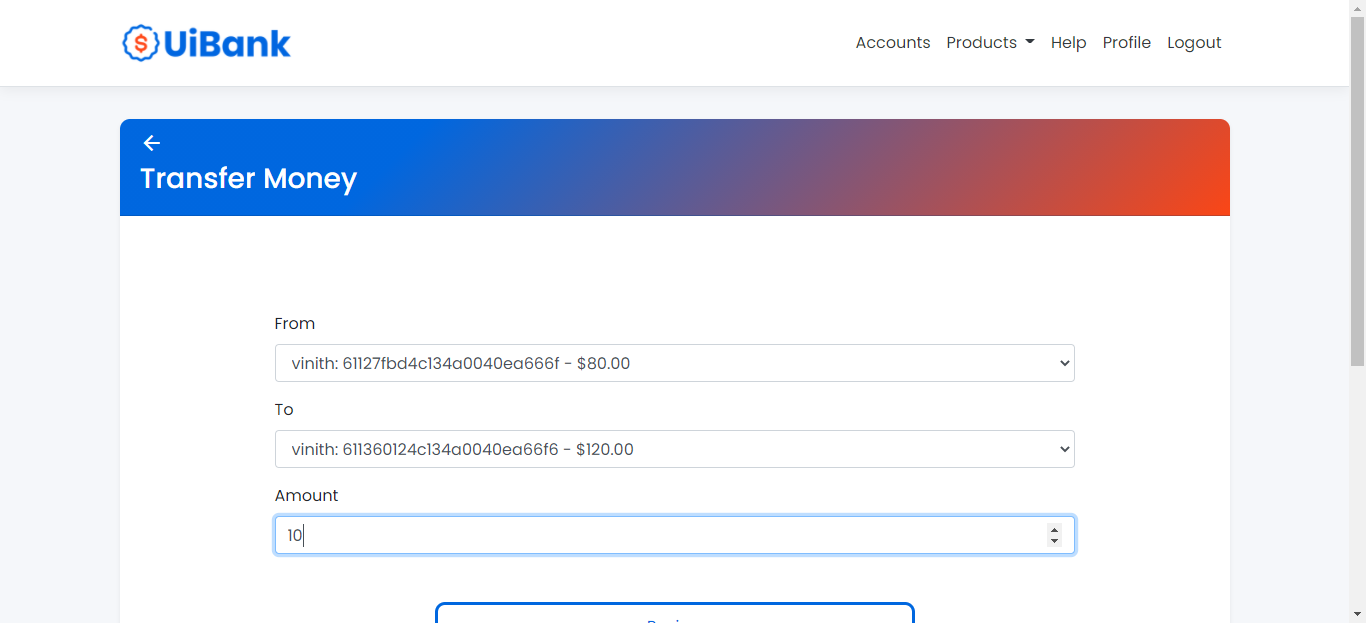 UiBank
Accounts Products Help Profile Logout
Transfer Money
From
vinith: 61127fbd4c134a0040ea666f - $80.00
To
vinith: 611360124c134a0040ea66f6 - $120.00
Amount
10